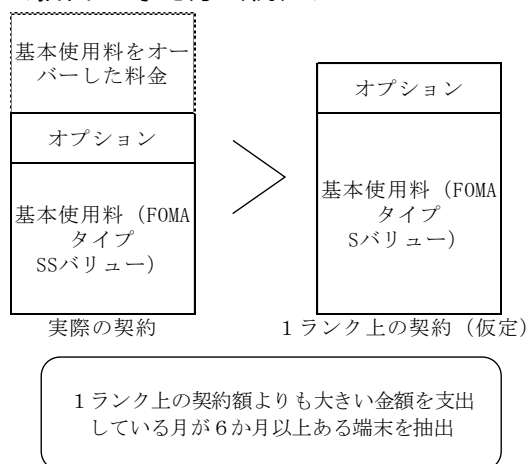 基本使用料をオー
バーした料金
オプション
オプション
基本使用料（FOMA
タイプ
SSバリュー）
基本使用料（FOMA
タイプ
Sバリュー）
実際の契約
１ランク上の契約（仮定）
１ランク上の契約額よりも大きい金額を支出
している月が６か月以上ある端末を抽出